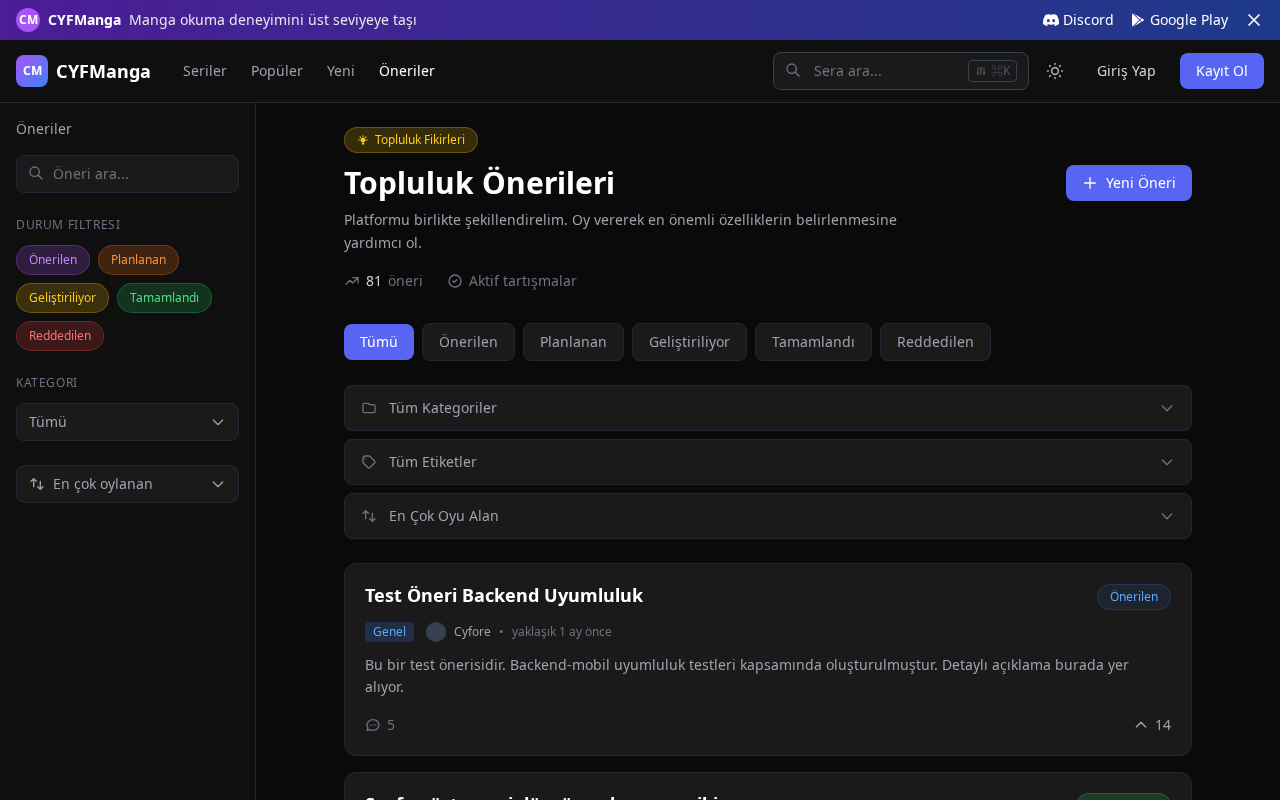 CM CYFManga Manga okuma deneyimini üst seviyeye taşı Discord Google Play
CM CYFManga Seriler Popüler Yeni Öneriler Sera ara... ⌘K Giriş Yap Kayıt Ol
Öneriler
Öneri ara...
DURUM FILTRESI
Önerilen Planlanan
Geliştiriliyor Tamamlandı
Reddedilen
KATEGORI
Tümü
En çok oylanan
Topluluk Fikirleri
Topluluk Önerileri
Yeni Öneri
Platformu birlikte şekillendirelim. Oy vererek en önemli özelliklerin belirlenmesine
yardımcı ol.
81 öneri Aktif tartışmalar
Tümü Önerilen Planlanan Geliştiriliyor Tamamlandı Reddedilen
Tüm Kategoriler
Tüm Etiketler
En Çok Oyu Alan
Test Öneri Backend Uyumluluk
Önerilen
Genel Cyfore • yaklaşık 1 ay önce
Bu bir test önerisidir. Backend-mobil uyumluluk testleri kapsamında oluşturulmuştur. Detaylı açıklama burada yer
alıyor.
5 14